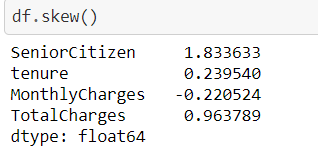 df.skew()
SeniorCitizen     1.833633
tenure            0.239540
MonthlyCharges   -0.220524
TotalCharges      0.963789
dtype: float64